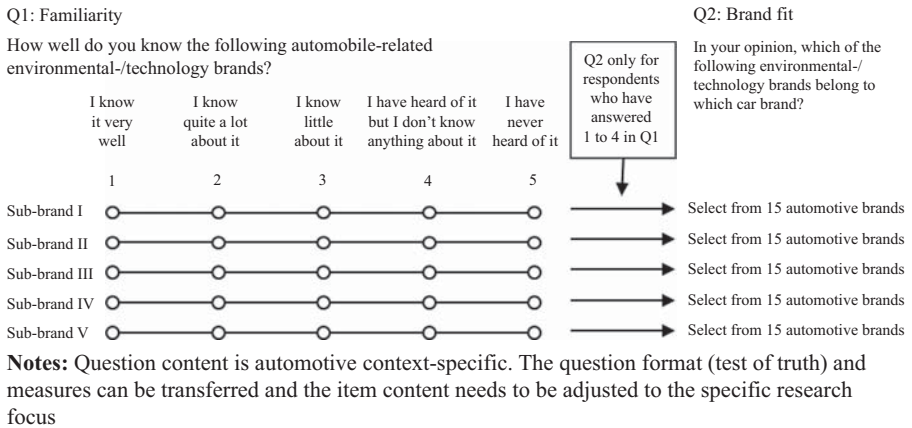 Q1: Familiarity
How well do you know the following automobile-related
environmental-/technology brands?
I know
it very
well
I know
quite a lot
about it
I know
little
about it
I have heard of it
but I don't know
anything about it
I have
never
heard of it
1 2 3 4 5
Q2 only for
respondents
who have
answered
1 to 4 in Q1
Q2: Brand fit
In your opinion, which of the
following environmental-/
technology brands belong to
which car brand?
Sub-brand I Select from 15 automotive brands
Sub-brand II Select from 15 automotive brands
Sub-brand III Select from 15 automotive brands
Sub-brand IV Select from 15 automotive brands
Sub-brand V Select from 15 automotive brands
Notes: Question content is automotive context-specific. The question format (test of truth) and
measures can be transferred and the item content needs to be adjusted to the specific research
focus